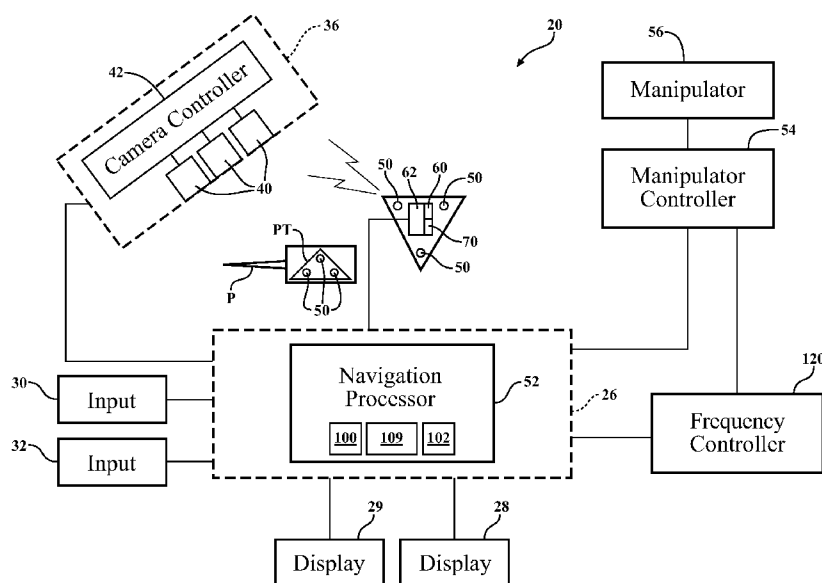 36
20
56
42
Camera Controller
Manipulator
54
40
50
62
60
50
Manipulator
Controller
70
PT
50
P
50
30
Input
Navigation
Processor
52
26
120
Frequency
Controller
100
109
102
32
Input
29
28
Display
Display